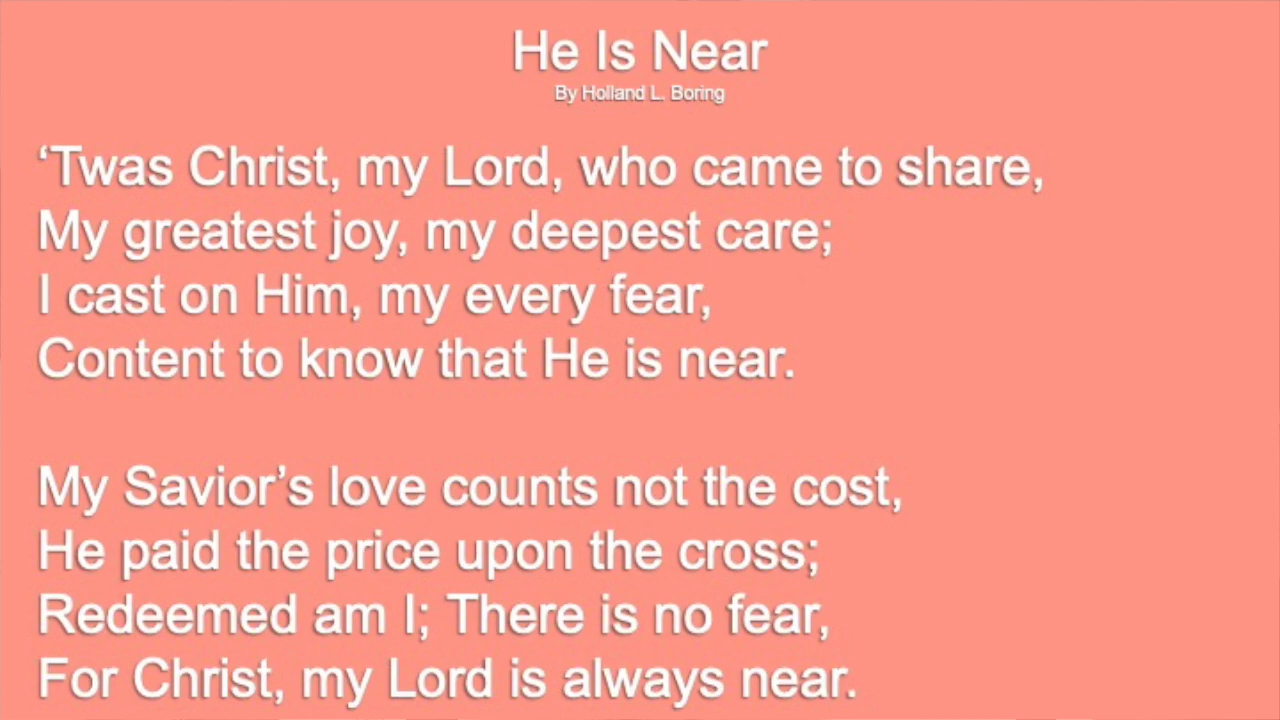 He Is Near
By Holland L. Boring
‘Twas Christ, my Lord, who came to share,
My greatest joy, my deepest care;
I cast on Him, my every fear,
Content to know that He is near.
My Savior’s love counts not the cost,
He paid the price upon the cross;
Redeemed am I; There is no fear,
For Christ, my Lord is always near.